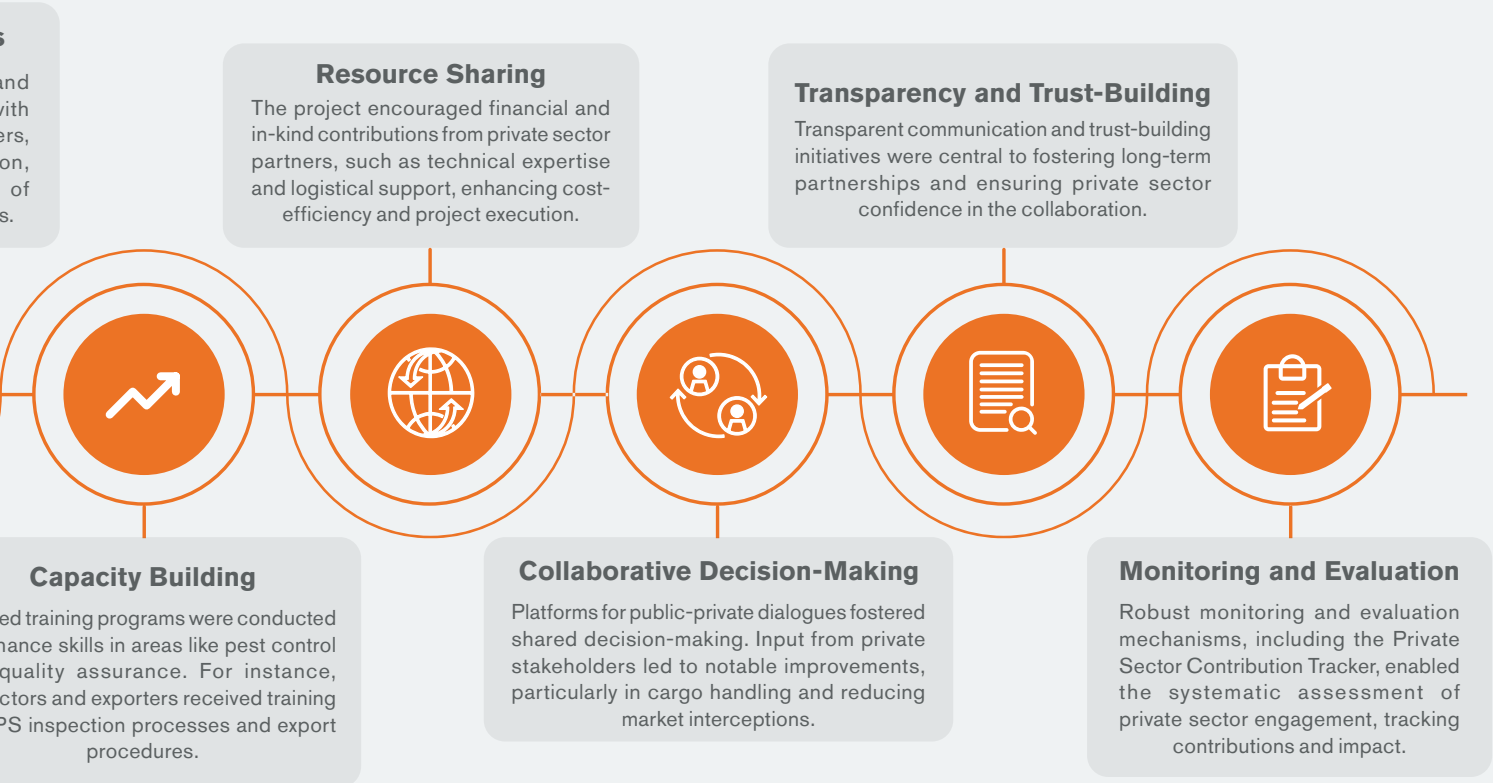 s
and
with
ers,
on,
of
s.
Resource Sharing
The project encouraged financial and
in-kind contributions from private sector
partners, such as technical expertise
and logistical support, enhancing cost-
efficiency and project execution.
Transparency and Trust-Building
Transparent communication and trust-building
initiatives were central to fostering long-term
partnerships and ensuring private sector
confidence in the collaboration.
Capacity Building
ed training programs were conducted
nance skills in areas like pest control
quality assurance. For instance,
ctors and exporters received training
PS inspection processes and export
procedures.
Collaborative Decision-Making
Platforms for public-private dialogues fostered
shared decision-making. Input from private
stakeholders led to notable improvements,
particularly in cargo handling and reducing
market interceptions.
Monitoring and Evaluation
Robust monitoring and evaluation
mechanisms, including the Private
Sector Contribution Tracker, enabled
the systematic assessment of
private sector engagement, tracking
contributions and impact.